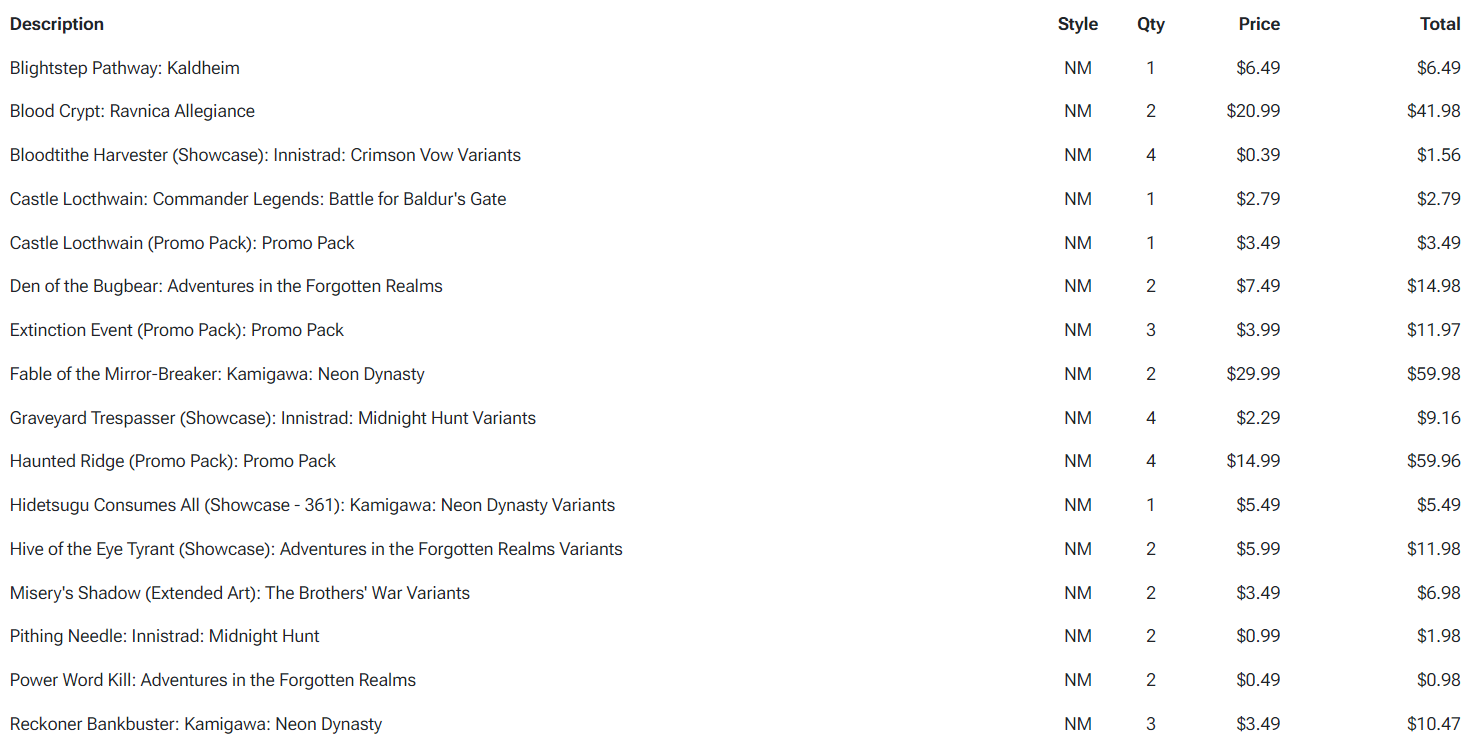 Description Style Qty Price Total
Blightstep Pathway: Kaldheim NM 1 $6.49 $6.49
Blood Crypt: Ravnica Allegiance NM 2 $20.99 $41.98
Bloodtithe Harvester (Showcase): Innistrad: Crimson Vow Variants NM 4 $0.39 $1.56
Castle Locthwain: Commander Legends: Battle for Baldur's Gate NM 1 $2.79 $2.79
Castle Locthwain (Promo Pack): Promo Pack NM 1 $3.49 $3.49
Den of the Bugbear: Adventures in the Forgotten Realms NM 2 $7.49 $14.98
Extinction Event (Promo Pack): Promo Pack NM 3 $3.99 $11.97
Fable of the Mirror-Breaker: Kamigawa: Neon Dynasty NM 2 $29.99 $59.98
Graveyard Trespasser (Showcase): Innistrad: Midnight Hunt Variants NM 4 $2.29 $9.16
Haunted Ridge (Promo Pack): Promo Pack NM 4 $14.99 $59.96
Hidetsugu Consumes All (Showcase - 361): Kamigawa: Neon Dynasty Variants NM 1 $5.49 $5.49
Hive of the Eye Tyrant (Showcase): Adventures in the Forgotten Realms Variants NM 2 $5.99 $11.98
Misery's Shadow (Extended Art): The Brothers' War Variants NM 2 $3.49 $6.98
Pithing Needle: Innistrad: Midnight Hunt NM 2 $0.99 $1.98
Power Word Kill: Adventures in the Forgotten Realms NM 2 $0.49 $0.98
Reckoner Bankbuster: Kamigawa: Neon Dynasty NM 3 $3.49 $10.47